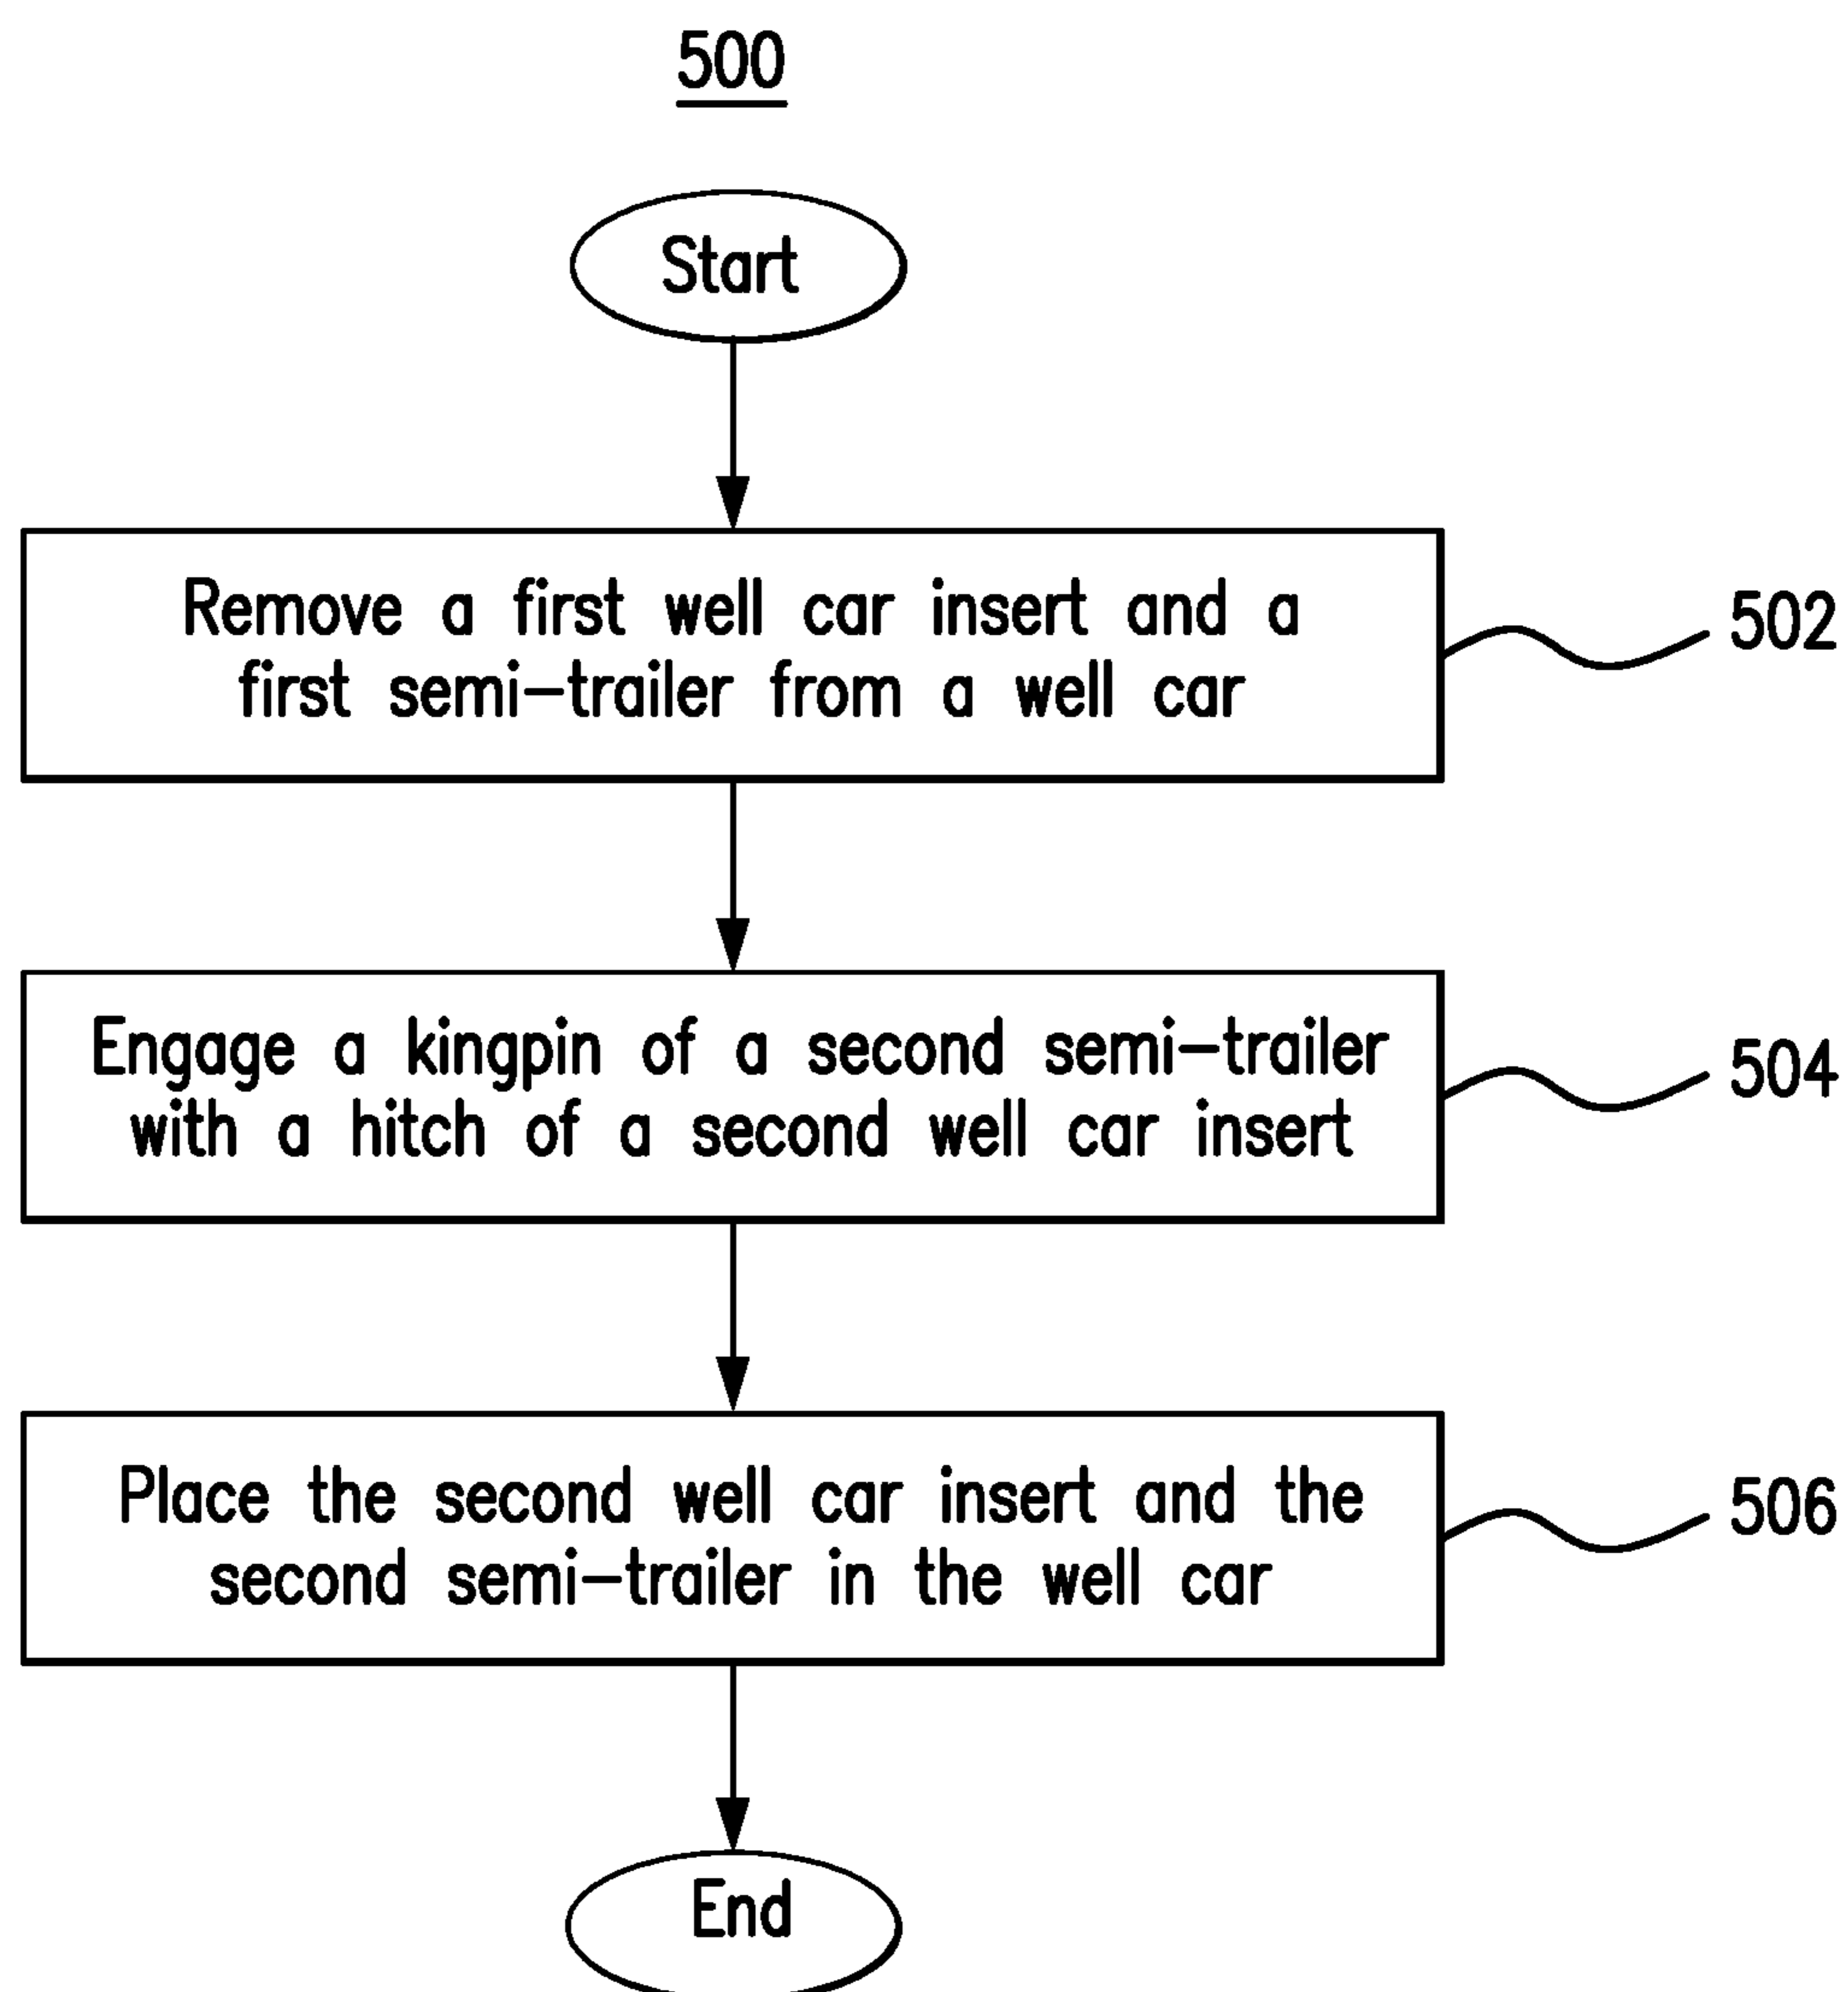 500
Start
Remove a first well car insert and a
first semi-trailer from a well car
502
Engage a kingpin of a second semi-trailer
with a hitch of a second well car insert
504
Place the second well car insert and the
second semi-trailer in the well car
506
End